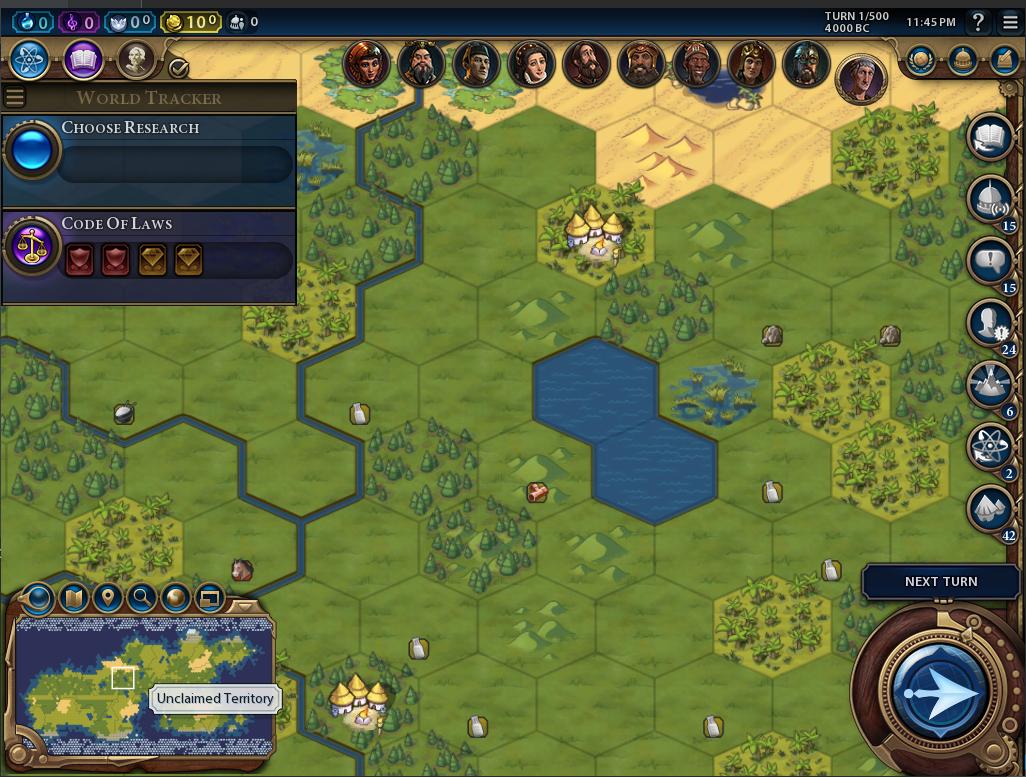 0 0 0 0 10 0 0
TURN 1/500
4000 BC
11:45 PM
?
WORLD TRACKER
CHOOSE RESEARCH
CODE OF LAWS
15
15
24
6
2
42
NEXT TURN
Unclaimed Territory